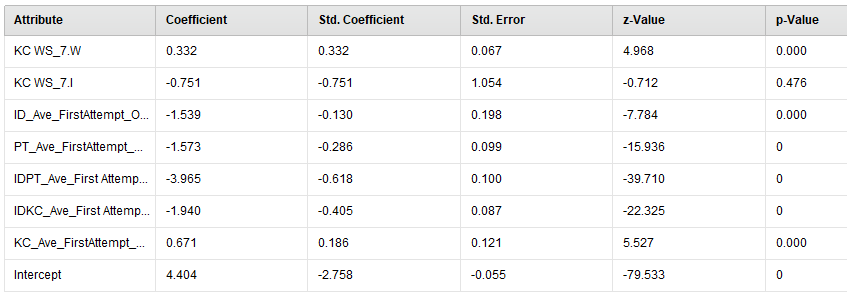 Attribute Coefficient Std. Coefficient Std. Error z-Value p-Value
KC WS_7.W 0.332 0.332 0.067 4.968 0.000
KC WS_7.I -0.751 -0.751 1.054 -0.712 0.476
ID_Ave_FirstAttempt_O... -1.539 -0.130 0.198 -7.784 0.000
PT_Ave_FirstAttempt_... -1.573 -0.286 0.099 -15.936 0
IDPT_Ave_First Attemp... -3.965 -0.618 0.100 -39.710 0
IDKC_Ave_First Attemp... -1.940 -0.405 0.087 -22.325 0
KC_Ave_FirstAttempt_... 0.671 0.186 0.121 5.527 0.000
Intercept 4.404 -2.758 -0.055 -79.533 0